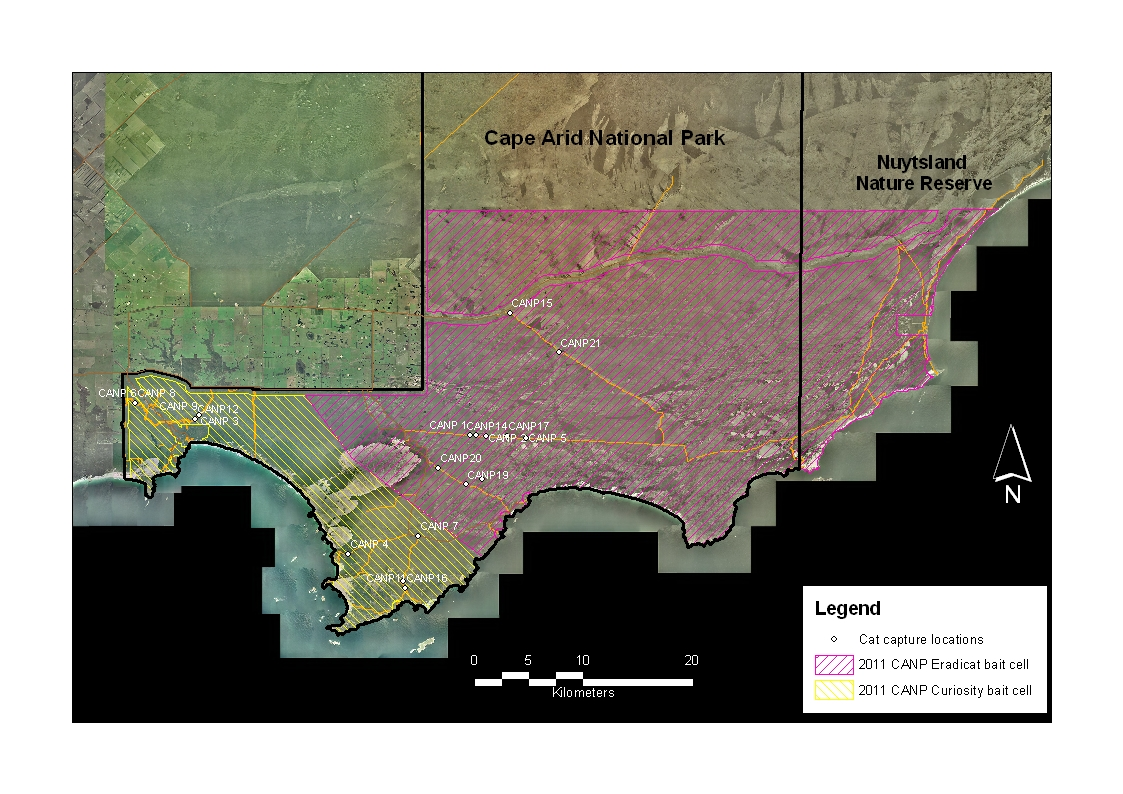 Cape Arid National Park
Nuytsland
Nature Reserve
CANP15
CANP21
CANP 8
CANP 9
CANP12
CANP 3
CANP 1
CANP14
CANP17
CANP 2
CANP 5
CANP20
CANP19
CANP 7
CANP 4
CANP16
N
0 5 10 20
Kilometers
Legend
Cat capture locations
2011 CANP Eradicat bait cell
2011 CANP Curiosity bait cell